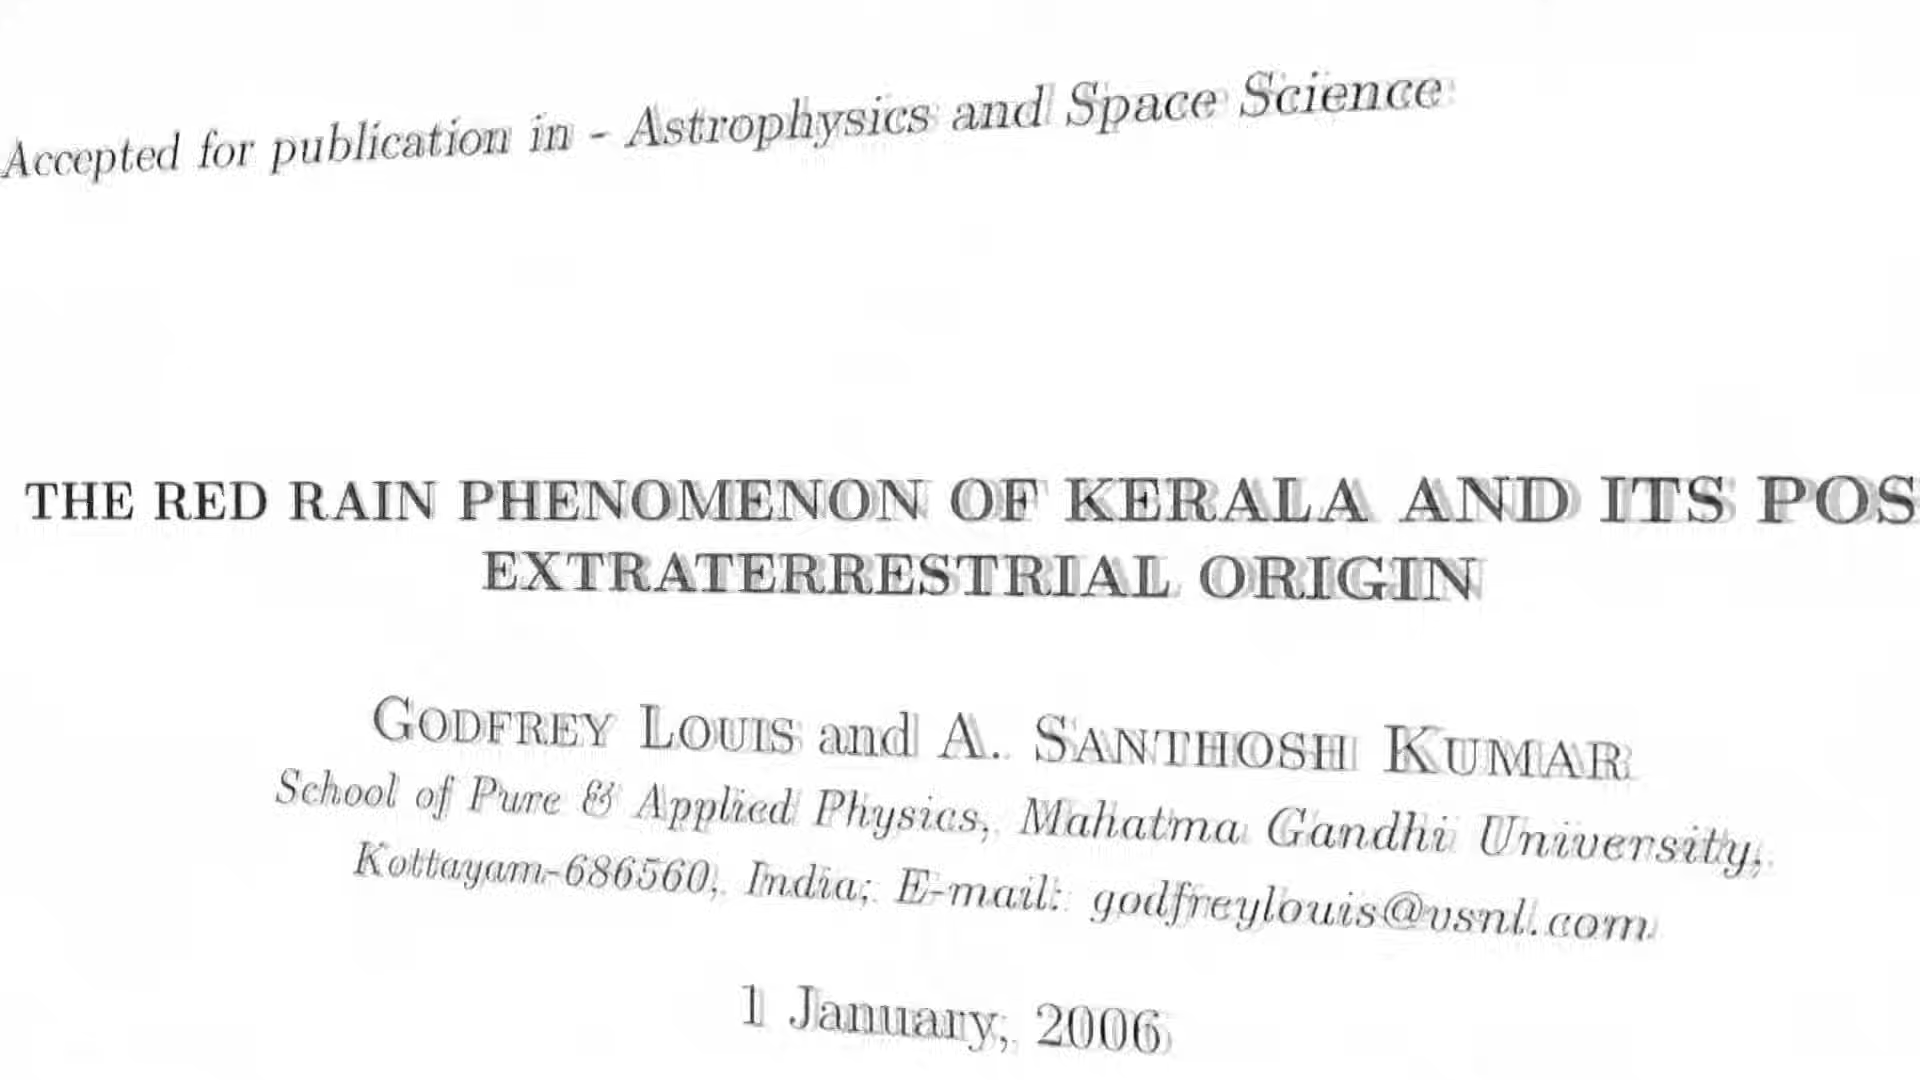 Accepted for publication in - Astrophysics and Space Science
THE RED RAIN PHENOMENON OF KERALA AND ITS POS
EXTRATERRESTRIAL ORIGIN
GODFREY LOUIS and A. SANTHOSH KUMAR
School of Pure & Applied Physics, Mahatma Gandhi University,
Kottayam-686560, India; E-mail: godfreylouis@vsnl.com
1 January, 2006